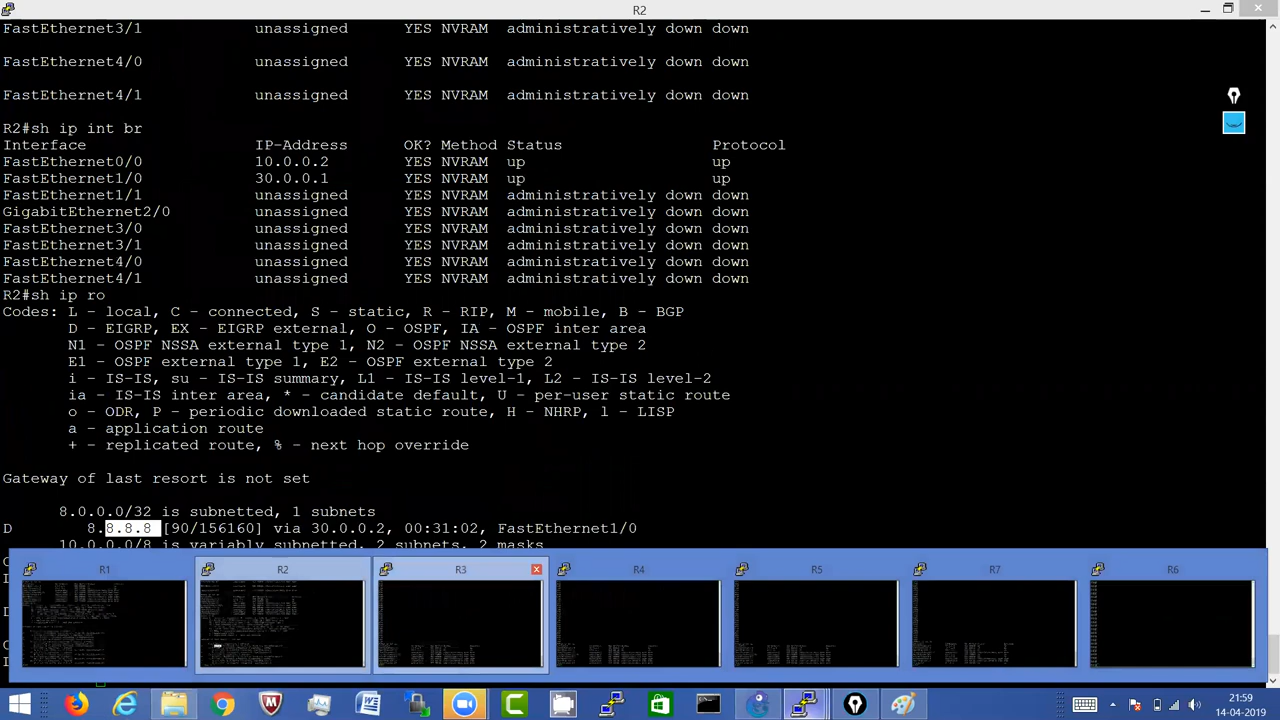 R2
FastEthernet3/1 unassigned YES NVRAM administratively down down
FastEthernet4/0 unassigned YES NVRAM administratively down down
FastEthernet4/1 unassigned YES NVRAM administratively down down
R2#sh ip int br
Interface IP-Address OK? Method Status Protocol
FastEthernet0/0 10.0.0.2 YES NVRAM up up
FastEthernet1/0 30.0.0.1 YES NVRAM up up
FastEthernet1/1 unassigned YES NVRAM administratively down down
GigabitEthernet2/0 unassigned YES NVRAM administratively down down
FastEthernet3/0 unassigned YES NVRAM administratively down down
FastEthernet3/1 unassigned YES NVRAM administratively down down
FastEthernet4/0 unassigned YES NVRAM administratively down down
FastEthernet4/1 unassigned YES NVRAM administratively down down
R2#sh ip ro
Codes: L - local, C - connected, S - static, R - RIP, M - mobile, B - BGP
D - EIGRP, EX - EIGRP external, O - OSPF, IA - OSPF inter area
N1 - OSPF NSSA external type 1, N2 - OSPF NSSA external type 2
E1 - OSPF external type 1, E2 - OSPF external type 2
i - IS-IS, su - IS-IS summary, L1 - IS-IS level-1, L2 - IS-IS level-2
ia - IS-IS inter area, * - candidate default, U - per-user static route
o - ODR, P - periodic downloaded static route, H - NHRP, l - LISP
a - application route
+ - replicated route, % - next hop override
Gateway of last resort is not set
8.0.0.0/32 is subnetted, 1 subnets
D 8.8.8.8 [90/156160] via 30.0.0.2, 00:31:02, FastEthernet1/0
10.0.0.0/8 is variably subnetted, 2 subnets, 2 masks
R1 R2 R3 R4 R5 R7 R6
21:59
14-04-2019